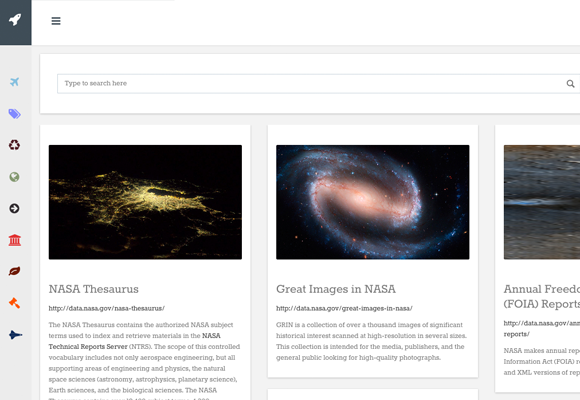 Type to search here
NASA Thesaurus
http://data.nasa.gov/nasa-thesaurus/
The NASA Thesaurus contains the authorized NASA subject
terms used to index and retrieve materials in the NASA
Technical Reports Server (NTRS). The scope of this controlled
vocabulary includes not only aerospace engineering, but all
supporting areas of engineering and physics, the natural
space sciences (astronomy, astrophysics, planetary science),
Earth sciences, and the biological sciences. The NASA
Great Images in NASA
http://data.nasa.gov/great-images-in-nasa/
GRIN is a collection of over a thousand images of significant
historical interest scanned at high-resolution in several sizes.
This collection is intended for the media, publishers, and the
general public looking for high-quality photographs.
Annual Freedo
(FOIA) Reports
http://data.nasa.gov/ann
reports/
NASA makes annual repo
Information Act (FOIA) re
and XML versions of repo